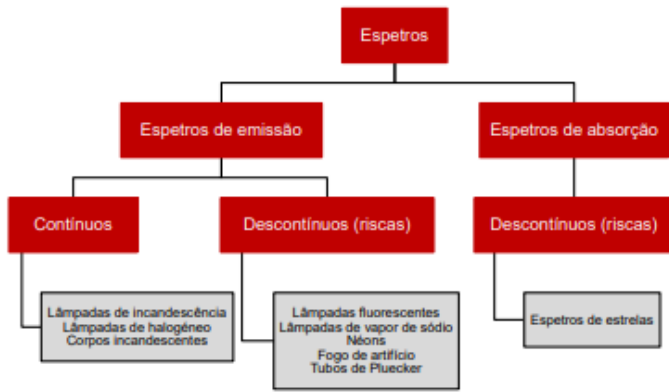 Espetros
Espetros de emissão
Espetros de absorção
Contínuos
Descontínuos (riscas)
Descontínuos (riscas)
Lâmpadas de incandescência
Lâmpadas de halogéneo
Corpos incandescentes
Lâmpadas fluorescentes
Lâmpadas de vapor de sódio
Néons
Fogo de artifício
Tubos de Pluecker
Espetros de estrelas